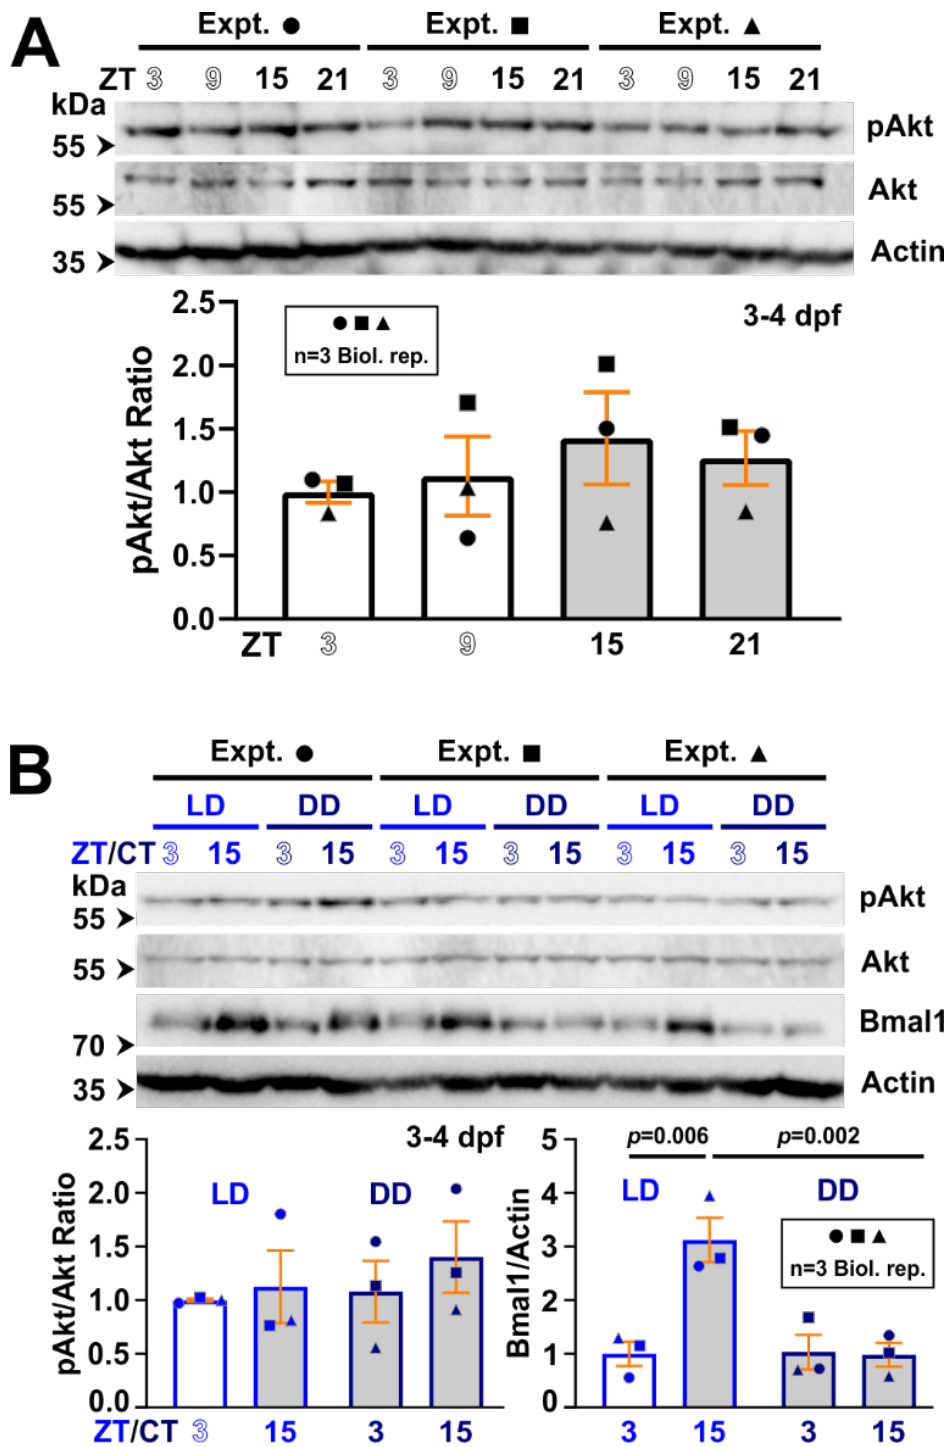 A
Expt. ● Expt. ■ Expt. ▲
ZT 3 9 15 21 3 9 15 21 3 9 15 21
kDa
55 pAkt
55 Akt
35 Actin
2.5
2.0
1.5
1.0
0.5
0.0
pAkt/Akt Ratio
● ■ ▲
n=3 Biol. rep.
3-4 dpf
ZT 3 9 15 21
B
Expt. ● Expt. ■ Expt. ▲
LD DD LD DD LD DD
ZT/CT 3 15 3 15 3 15 3 15 3 15 3 15
kDa
55 pAkt
55 Akt
70 Bmal1
35 Actin
2.5
2.0
1.5
1.0
0.5
0.0
pAkt/Akt Ratio
3-4 dpf
LD DD
ZT/CT 3 15 3 15
5
4
3
2
1
0
Bmal1/Actin
p=0.006 p=0.002
LD DD
● ■ ▲
n=3 Biol. rep.
3 15 3 15